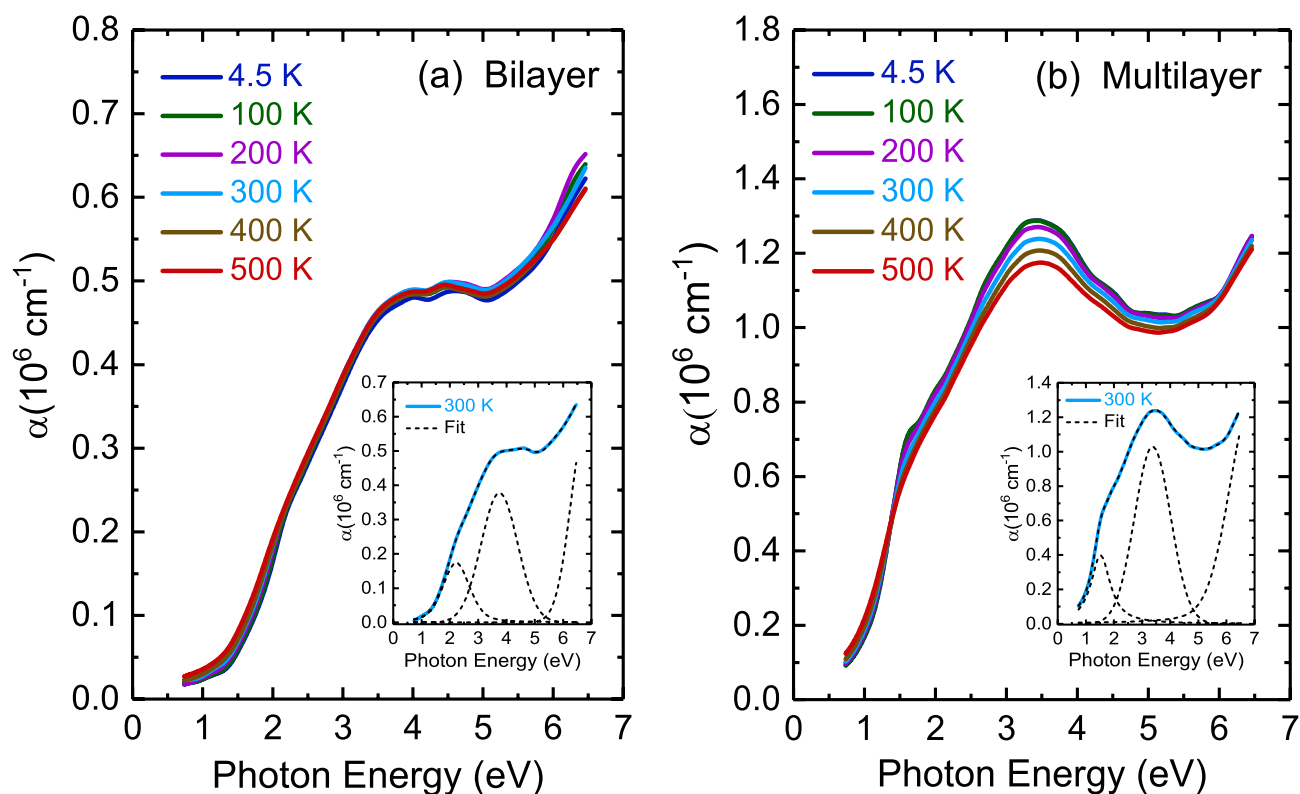 (a) Bilayer
4.5 K
100 K
200 K
300 K
400 K
500 K
α(10⁶ cm⁻¹)
0.8
0.7
0.6
0.5
0.4
0.3
0.2
0.1
0.0
0 1 2 3 4 5 6 7
Photon Energy (eV)
300 K
Fit
α(10⁶ cm⁻¹)
0.7
0.6
0.5
0.4
0.3
0.2
0.1
0.0
0 1 2 3 4 5 6 7
Photon Energy (eV)
(b) Multilayer
4.5 K
100 K
200 K
300 K
400 K
500 K
α(10⁶ cm⁻¹)
1.8
1.6
1.4
1.2
1.0
0.8
0.6
0.4
0.2
0.0
0 1 2 3 4 5 6 7
Photon Energy (eV)
300 K
Fit
α(10⁶ cm⁻¹)
1.4
1.2
1.0
0.8
0.6
0.4
0.2
0.0
0 1 2 3 4 5 6 7
Photon Energy (eV)